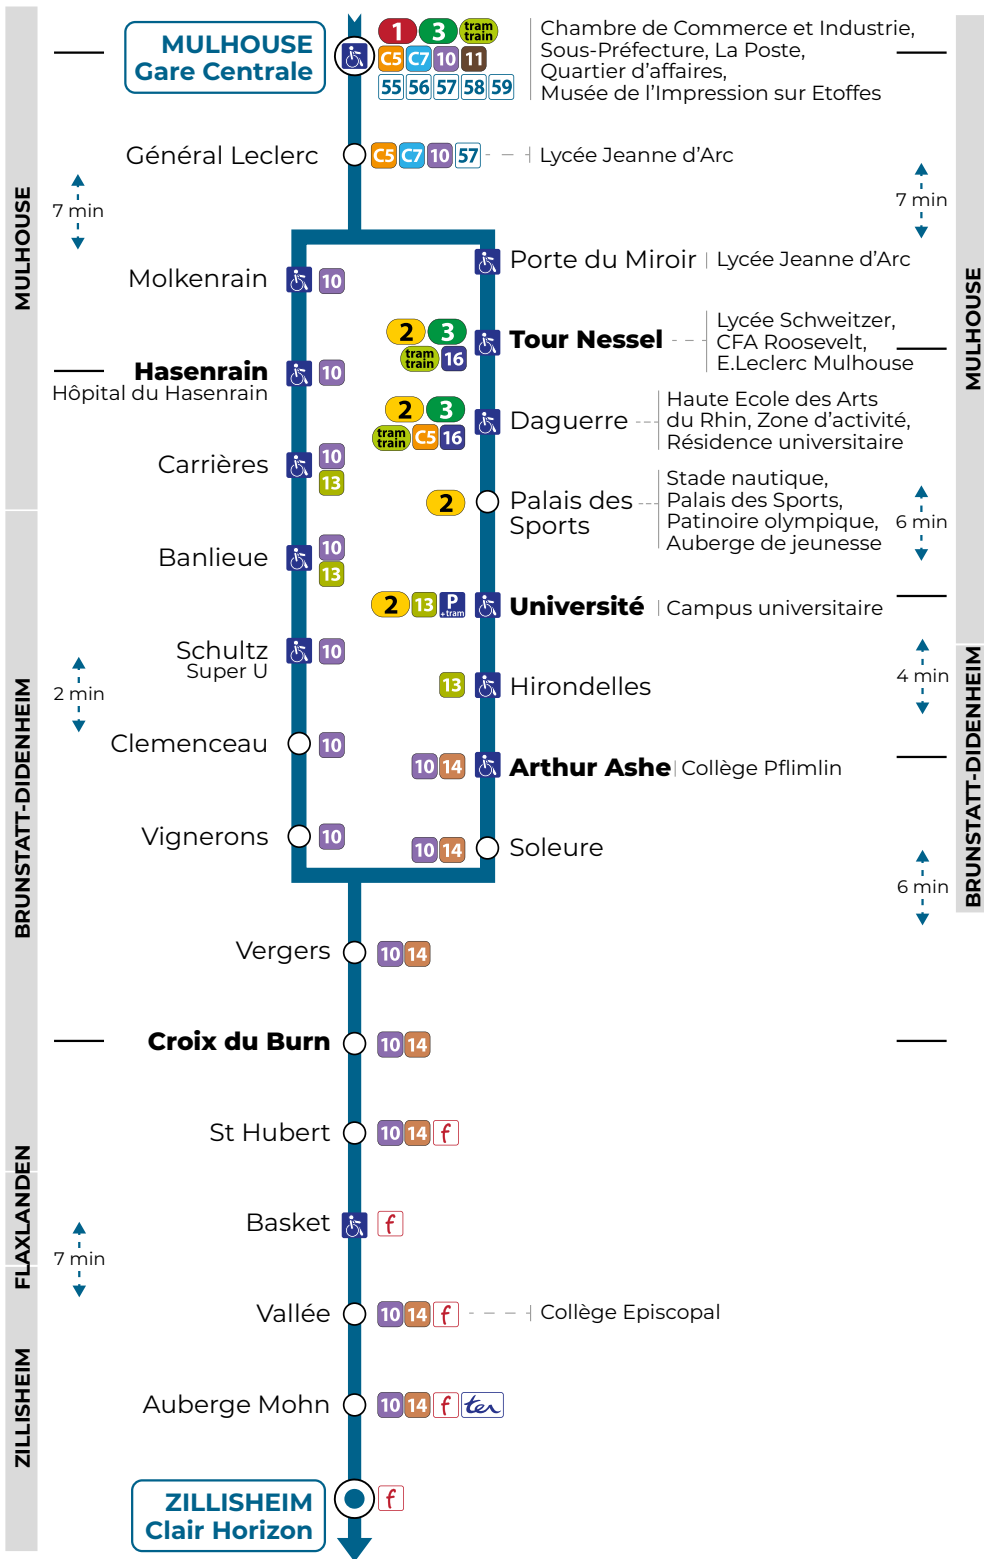 MULHOUSE
Gare Centrale
1 3 tram train
C5 C7 10 11
55 56 57 58 59
Chambre de Commerce et Industrie,
Sous-Préfecture, La Poste,
Quartier d'affaires,
Musée de l'Impression sur Etoffes
Général Leclerc
C5 C7 10 57
Lycée Jeanne d'Arc
7 min
7 min
MULHOUSE
MULHOUSE
Molkenrain
10
Hasenrain
Hôpital du Hasenrain
10
Carrières
10
13
Banlieue
10
13
Schultz
Super U
10
Clemenceau
10
Vignerons
10
2 min
BRUNSTATT-DIDENHEIM
Porte du Miroir
Lycée Jeanne d'Arc
2 3
tram train 16
Tour Nessel
Lycée Schweitzer,
CFA Roosevelt,
E.Leclerc Mulhouse
2 3
tram train C5 16
Daguerre
Haute Ecole des Arts
du Rhin, Zone d'activité,
Résidence universitaire
2
Palais des
Sports
Stade nautique,
Palais des Sports,
Patinoire olympique,
Auberge de jeunesse
6 min
2 13 P +tram
Université
Campus universitaire
4 min
13
Hirondelles
10 14
Arthur Ashe
Collège Pflimlin
10 14
Soleure
6 min
BRUNSTATT-DIDENHEIM
Vergers
10 14
Croix du Burn
10 14
St Hubert
10 14 f
FLAXLANDEN
Basket
f
7 min
Vallée
10 14 f
Collège Episcopal
ZILLISHEIM
Auberge Mohn
10 14 f ter
ZILLISHEIM
Clair Horizon
f